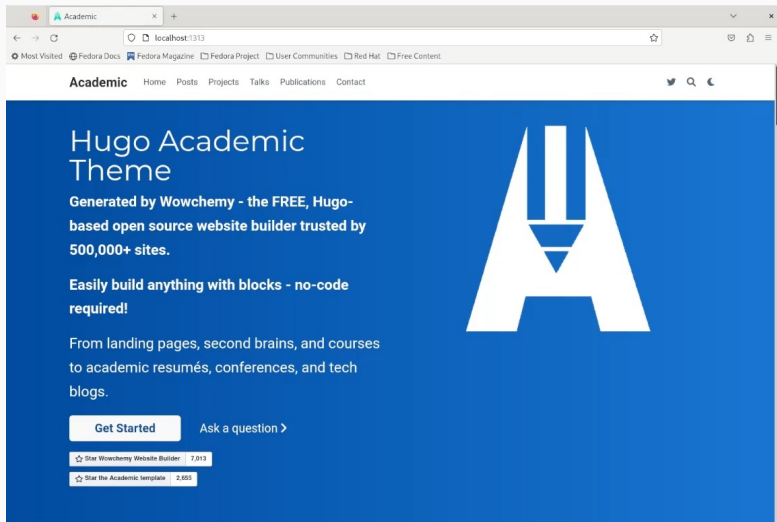 Academic
localhost:1313
Most Visited Fedora Docs Fedora Magazine Fedora Project User Communities Red Hat Free Content
Academic Home Posts Projects Talks Publications Contact
Hugo Academic
Theme
Generated by Wowchemy - the FREE, Hugo-
based open source website builder trusted by
500,000+ sites.
Easily build anything with blocks - no-code
required!
From landing pages, second brains, and courses
to academic resumés, conferences, and tech
blogs.
Get Started Ask a question
Star Wowchemy Website Builder 7,013
Star the Academic template 2,655